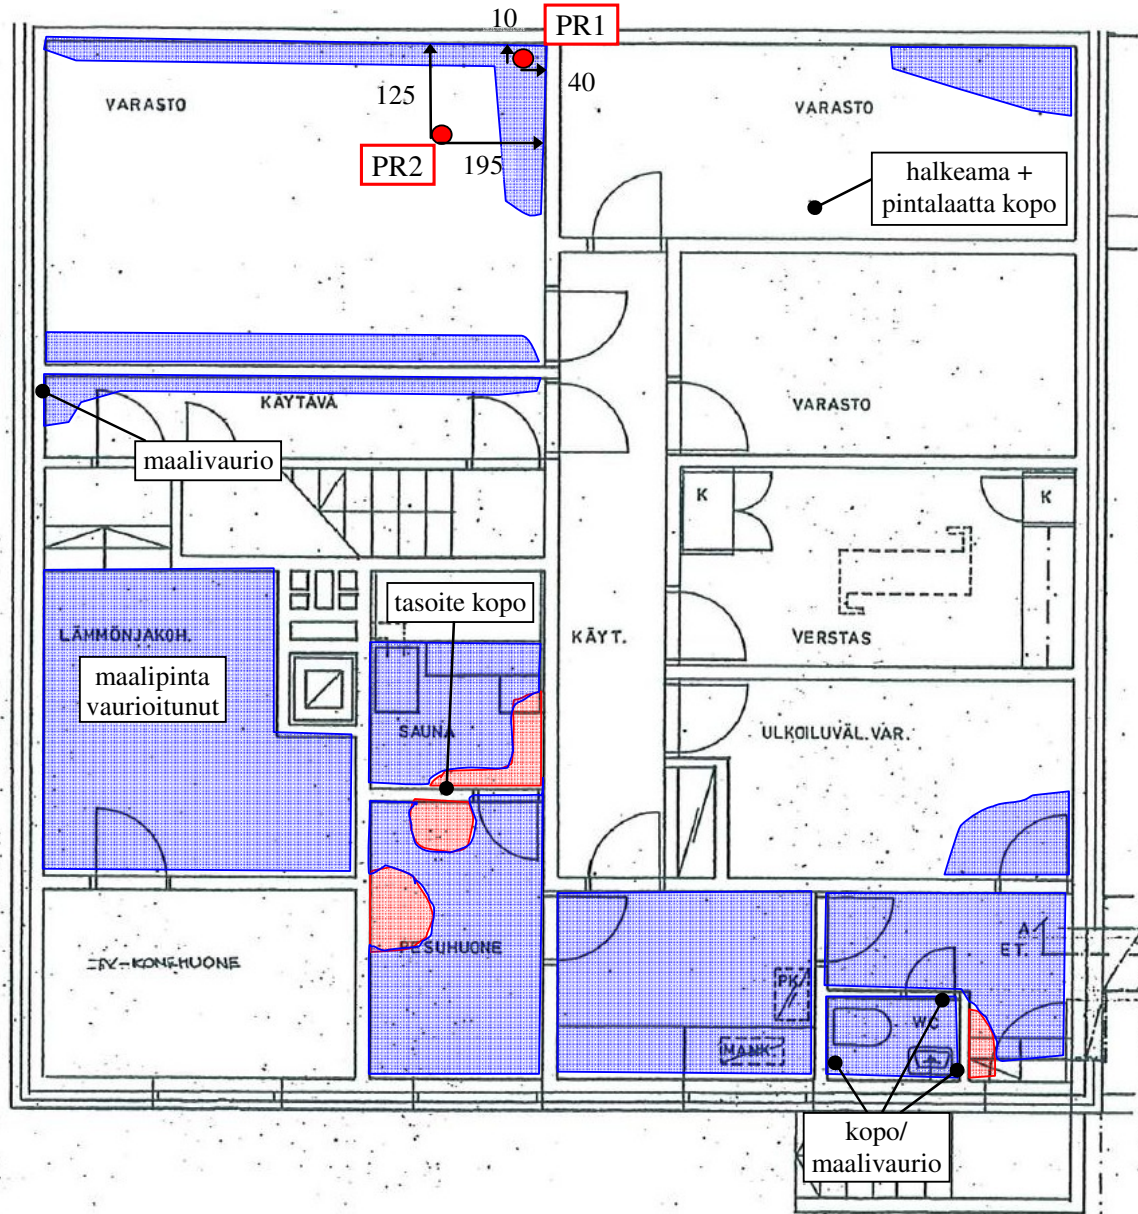 10
PR1
40
125
VARASTO
VARASTO
PR2
195
halkeama +
pintalaatta kopo
KÄYTÄVÄ
VARASTO
maalivaurio
K
K
tasoite kopo
LÄMMÖNJAKOH.
KÄYT.
VERSTAS
maalipinta
vaurioitunut
SAUNA
ULKOILUVÄL.VAR.
PESUHUONE
A
ET.
IV-KONEHUONE
PK
WC
MANK.
kopo/
maalivaurio